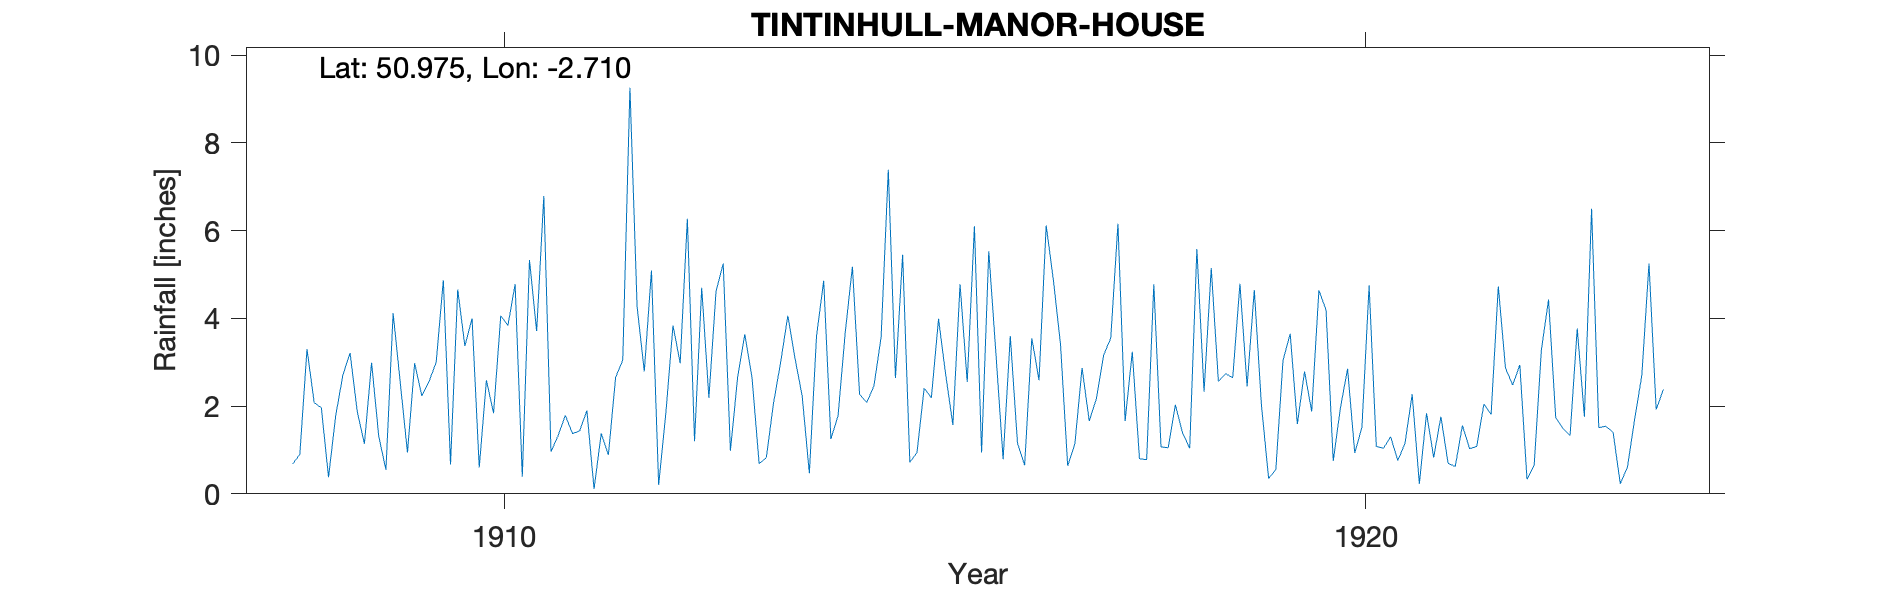 TINTINHULL-MANOR-HOUSE
Lat: 50.975, Lon: -2.710
10
8
6
4
2
0
Rainfall [inches]
1910
1920
Year